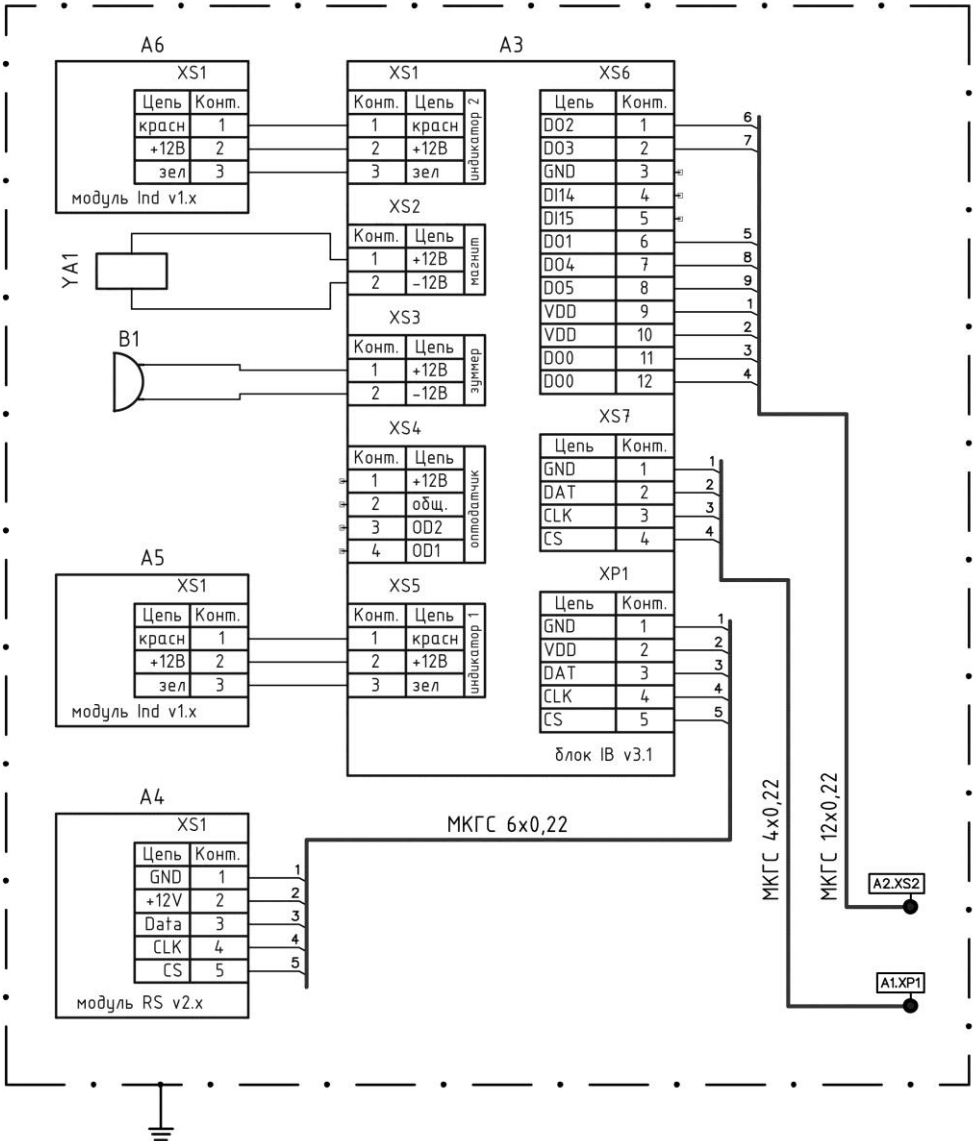 A6
XS1
Цепь Конт.
красн 1
+12В 2
зел 3
модуль Ind v1.x
YA1
B1
A5
XS1
Цепь Конт.
красн 1
+12В 2
зел 3
модуль Ind v1.x
A4
XS1
Цепь Конт.
GND 1
+12V 2
Data 3
CLK 4
CS 5
модуль RS v2.x
1
2
3
4
5
A3
XS1
Конт. Цепь
1 красн
2 +12В
3 зел
индикатор 2
XS2
Конт. Цепь
1 +12В
2 -12В
магнит
XS3
Конт. Цепь
1 +12В
2 -12В
зуммер
XS4
Конт. Цепь
1 +12В
2 общ.
3 OD2
4 OD1
оптодатчик
XS5
Конт. Цепь
1 красн
2 +12В
3 зел
индикатор 1
XS6
Цепь Конт.
DO2 1 6
DO3 2 7
GND 3
DI14 4
DI15 5
DO1 6 5
DO4 7 8
DO5 8 9
VDD 9 1
VDD 10 2
DO0 11 3
DO0 12 4
XS7
Цепь Конт.
GND 1 1
DAT 2 2
CLK 3 3
CS 4 4
XP1
Цепь Конт.
GND 1 1
VDD 2 2
DAT 3 3
CLK 4 4
CS 5 5
блок IB v3.1
МКГС 6x0,22
МКГС 4x0,22
МКГС 12x0,22
A2.XS2
A1.XP1